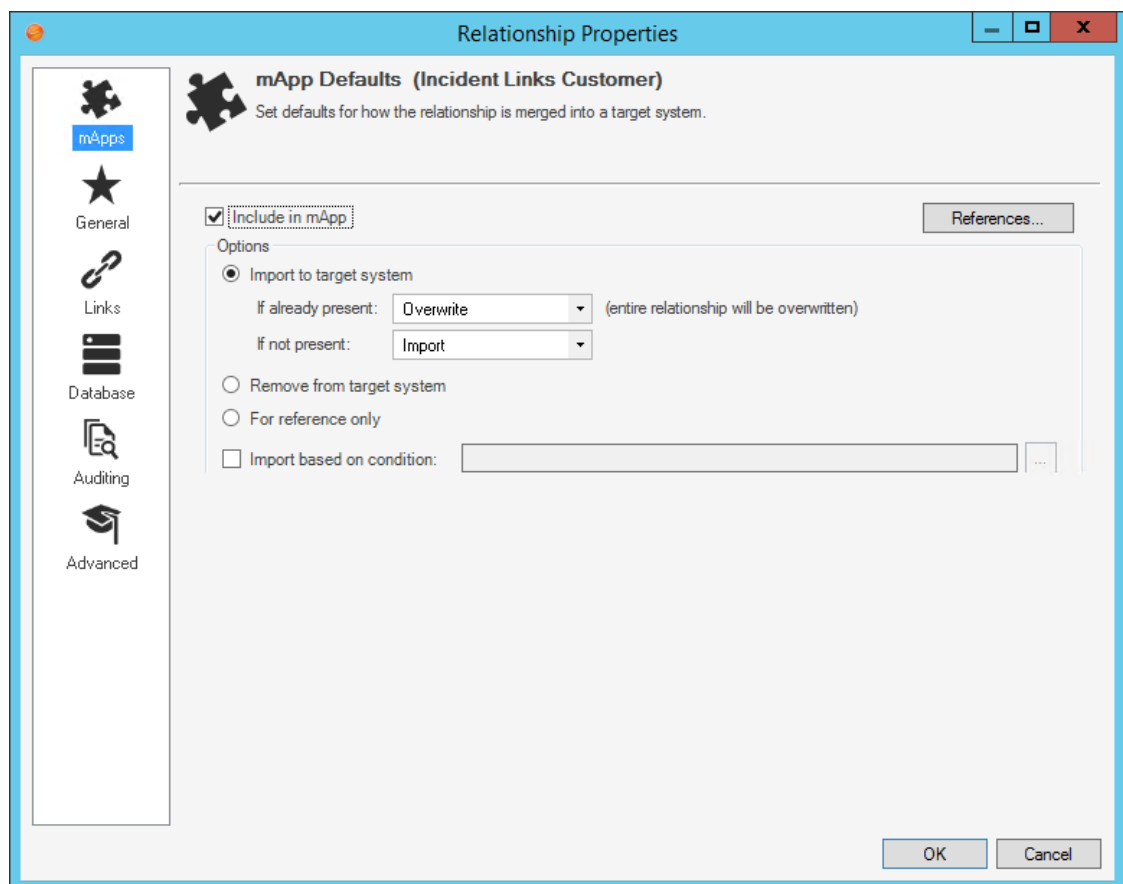 Relationship Properties
mApps
General
Links
Database
Auditing
Advanced
mApp Defaults (Incident Links Customer)
Set defaults for how the relationship is merged into a target system.
Include in mApp
References...
Options
Import to target system
If already present: Overwrite (entire relationship will be overwritten)
If not present: Import
Remove from target system
For reference only
Import based on condition: ...
OK Cancel